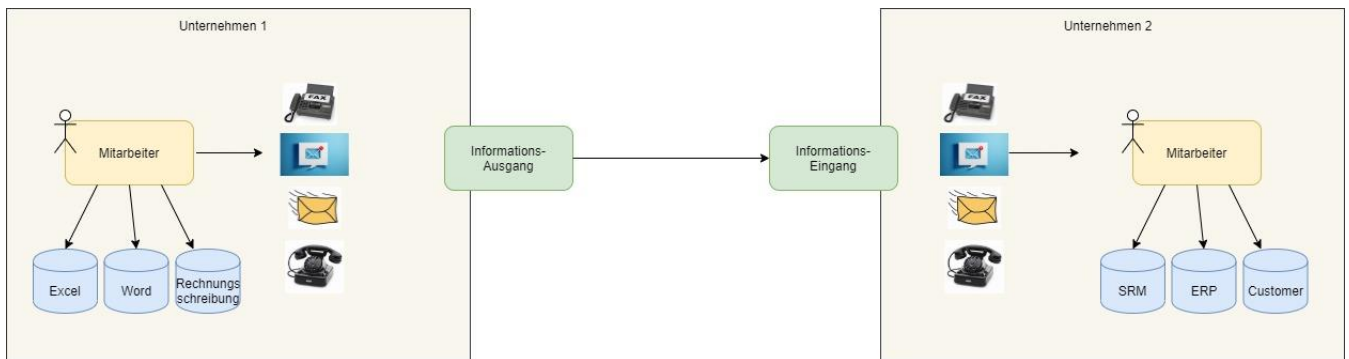 Unternehmen 1
Unternehmen 2
FAX
FAX
Mitarbeiter
Informations-
Ausgang
Informations-
Eingang
Mitarbeiter
Excel
Word
Rechnungs
schreibung
SRM
ERP
Customer